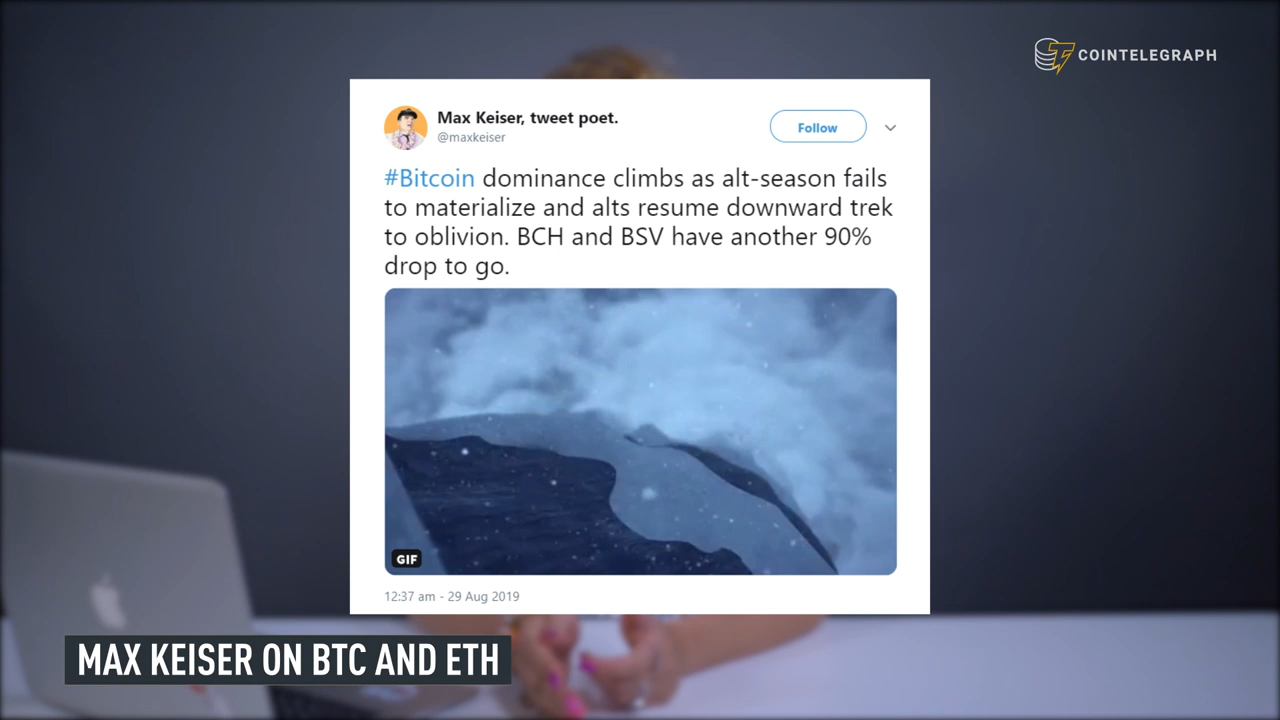 COINTELEGRAPH
Max Keiser, tweet poet.
@maxkeiser
Follow
#Bitcoin dominance climbs as alt-season fails
to materialize and alts resume downward trek
to oblivion. BCH and BSV have another 90%
drop to go.
GIF
12:37 am - 29 Aug 2019
MAX KEISER ON BTC AND ETH